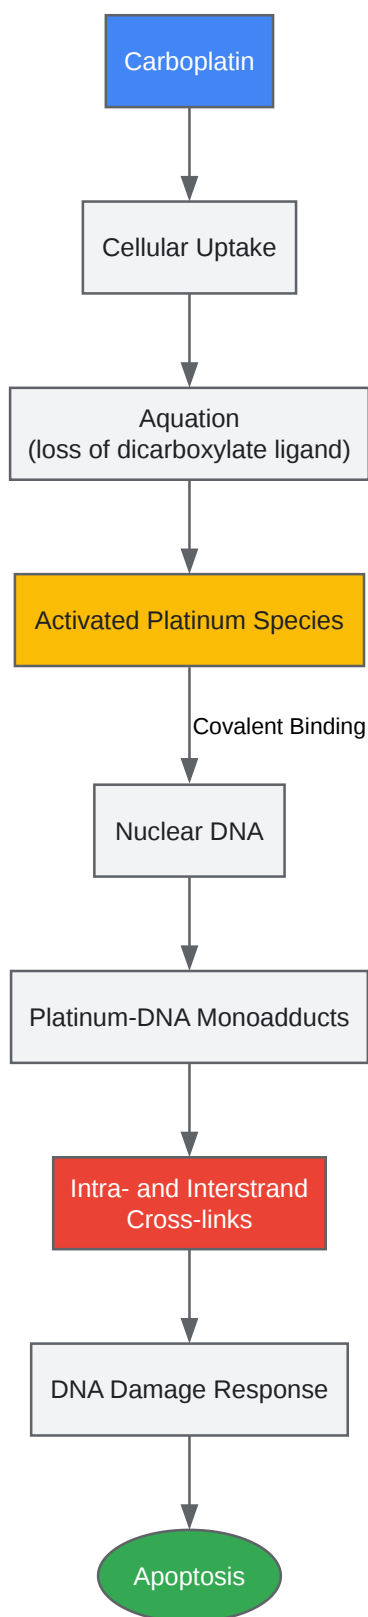 Carboplatin
Cellular Uptake
Aquation
(loss of dicarboxylate ligand)
Activated Platinum Species
Covalent Binding
Nuclear DNA
Platinum-DNA Monoadducts
Intra- and Interstrand
Cross-links
DNA Damage Response
Apoptosis